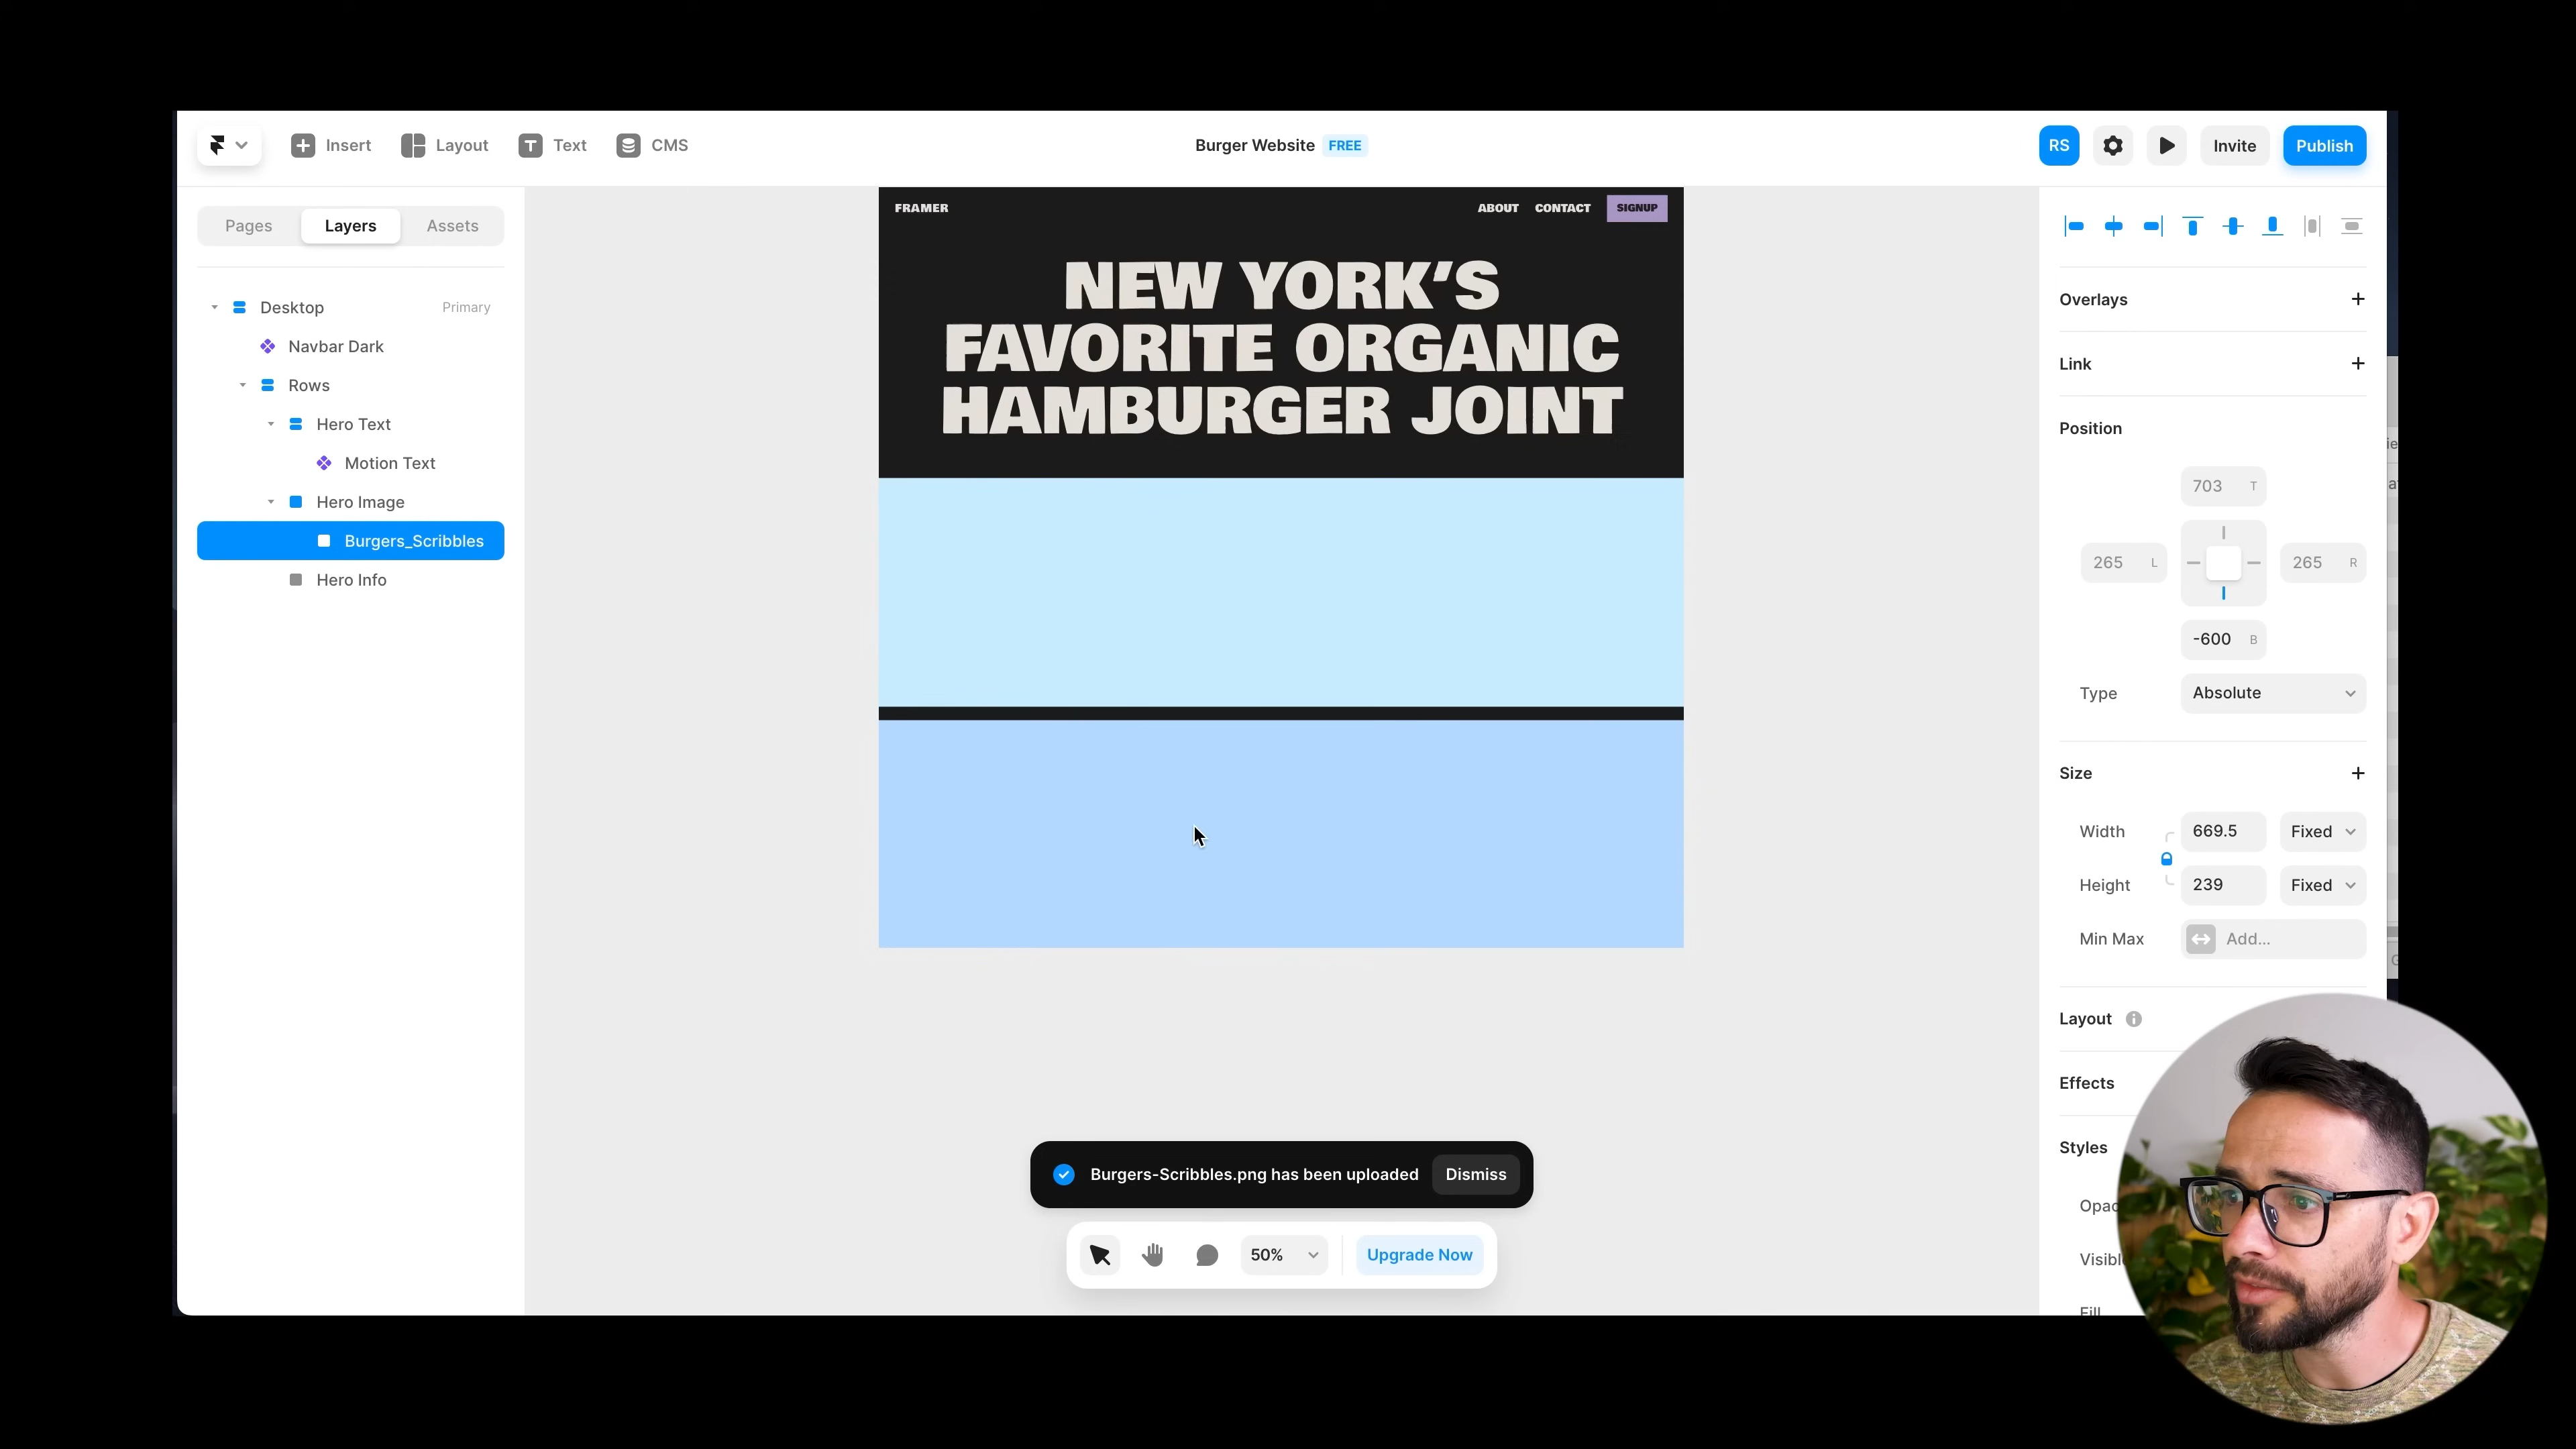 Insert
Layout
Text
CMS
Burger Website FREE
RS
Invite
Publish
Pages
Layers
Assets
Desktop Primary
Navbar Dark
Rows
Hero Text
Motion Text
Hero Image
Burgers_Scribbles
Hero Info
FRAMER
ABOUT CONTACT SIGNUP
NEW YORK'S
FAVORITE ORGANIC
HAMBURGER JOINT
Burgers-Scribbles.png has been uploaded Dismiss
50% Upgrade Now
Overlays
Link
Position
703 T
265 L
265 R
-600 B
Type Absolute
Size
Width 669.5 Fixed
Height 239 Fixed
Min Max Add...
Layout
Effects
Styles